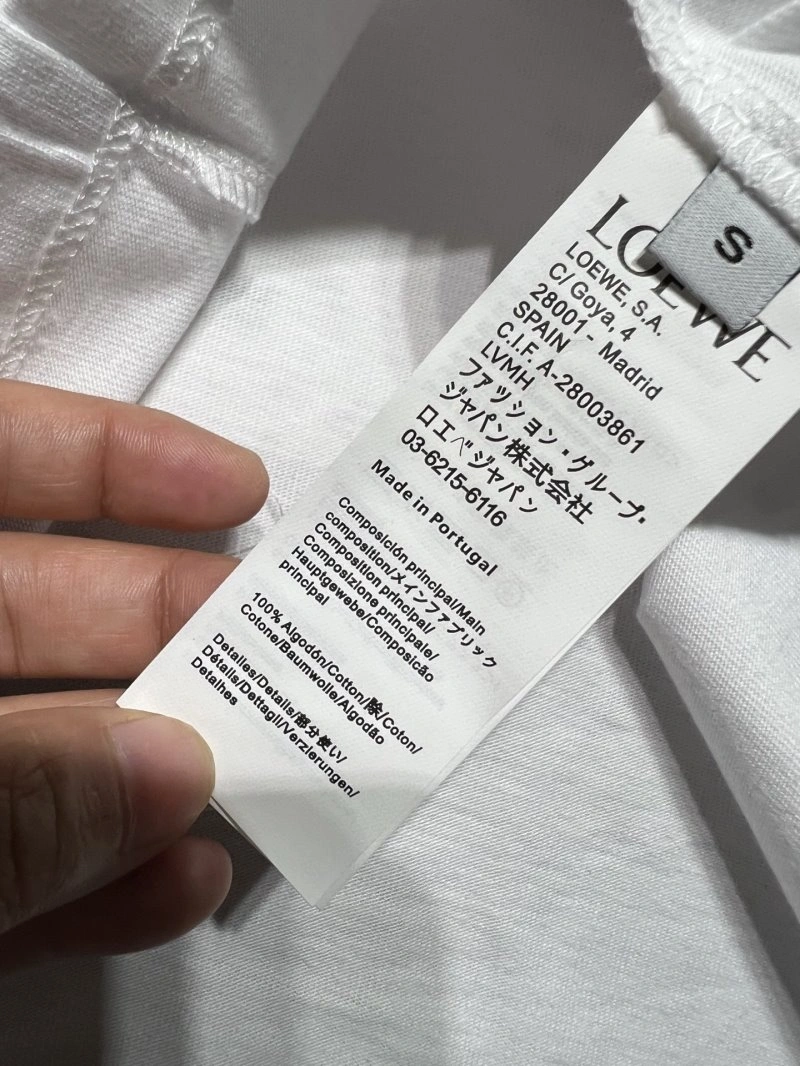 S
LOEWE
LOEWE, S.A.
C/ Goya, 4
28001 - Madrid
SPAIN
C.I.F. A-28003861
LVMH
ファッション・グループ・
ジャパン株式会社
ロエベジャパン
03-6215-6116
Made in Portugal
Composición principal/Main
composition/メインファブリック
Composition principal/
Composizione principale/
Hauptgewebe/Composicão
principal
100% Algodón/Cotton/除/Coton/
Cotone/Baumwolle/Algodão
Detalles/Details/部分使い/
Détails/Dettagli/Verzierungen/
Detalhes